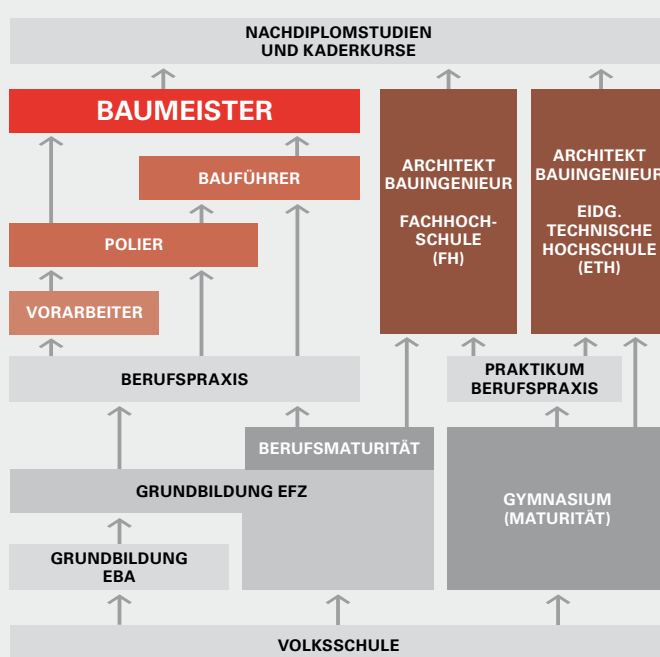 NACHDIPLOMSTUDIEN
UND KADERKURSE
BAUMEISTER
BAUFÜHRER
POLIER
VORARBEITER
ARCHITEKT
BAUINGENIEUR
FACHHOCH-
SCHULE
(FH)
ARCHITEKT
BAUINGENIEUR
EIDG.
TECHNISCHE
HOCHSCHULE
(ETH)
BERUFSPRAXIS
PRAKTIKUM
BERUFSPRAXIS
BERUFSMATURITÄT
GRUNDBILDUNG EFZ
GYMNASIUM
(MATURITÄT)
GRUNDBILDUNG
EBA
VOLKSSCHULE